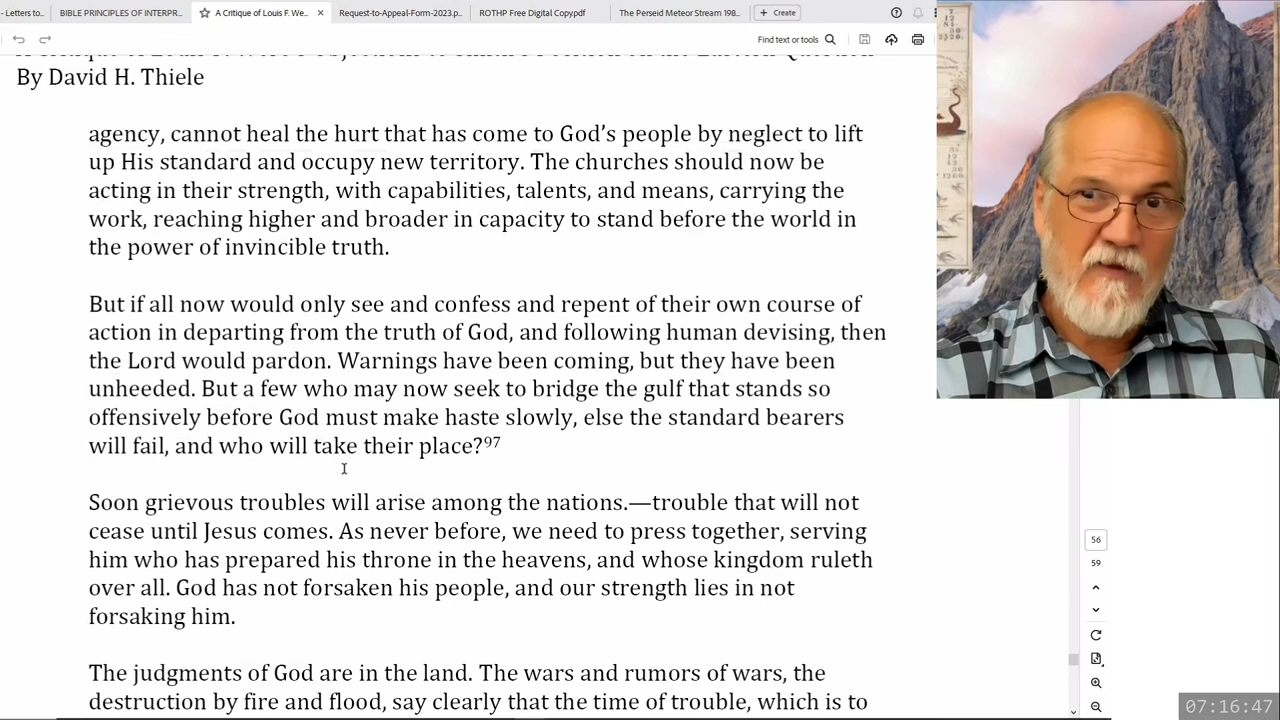 - Letters to...
BIBLE PRINCIPLES OF INTERPR...
A Critique of Louis F. We...
Request-to-Appeal-Form-2023.p...
ROTHP Free Digital Copy.pdf
The Perseid Meteor Stream 198...
Create
Find text or tools
By David H. Thiele
agency, cannot heal the hurt that has come to God’s people by neglect to lift
up His standard and occupy new territory. The churches should now be
acting in their strength, with capabilities, talents, and means, carrying the
work, reaching higher and broader in capacity to stand before the world in
the power of invincible truth.
But if all now would only see and confess and repent of their own course of
action in departing from the truth of God, and following human devising, then
the Lord would pardon. Warnings have been coming, but they have been
unheeded. But a few who may now seek to bridge the gulf that stands so
offensively before God must make haste slowly, else the standard bearers
will fail, and who will take their place?97
Soon grievous troubles will arise among the nations.—trouble that will not
cease until Jesus comes. As never before, we need to press together, serving
him who has prepared his throne in the heavens, and whose kingdom ruleth
over all. God has not forsaken his people, and our strength lies in not
forsaking him.
The judgments of God are in the land. The wars and rumors of wars, the
destruction by fire and flood, say clearly that the time of trouble, which is to
56
59
07:16:47